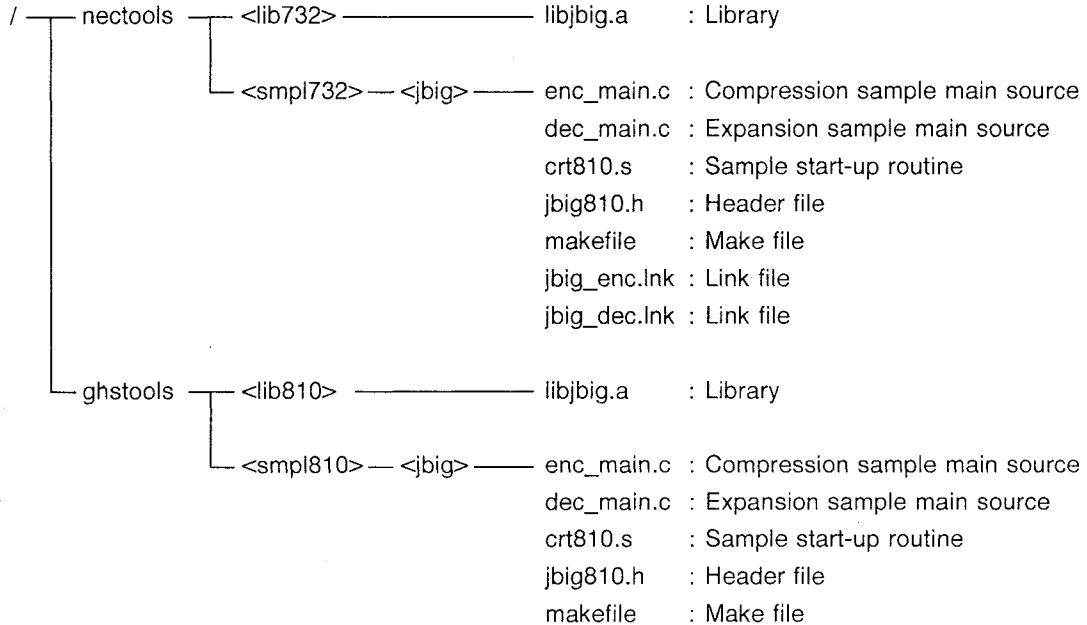 / nectools <lib732> libjbig.a : Library
<smpl732> <jbig> enc_main.c : Compression sample main source
dec_main.c : Expansion sample main source
crt810.s : Sample start-up routine
jbig810.h : Header file
makefile : Make file
jbig_enc.lnk : Link file
jbig_dec.lnk : Link file
ghstools <lib810> libjbig.a : Library
<smpl810> <jbig> enc_main.c : Compression sample main source
dec_main.c : Expansion sample main source
crt810.s : Sample start-up routine
jbig810.h : Header file
makefile : Make file